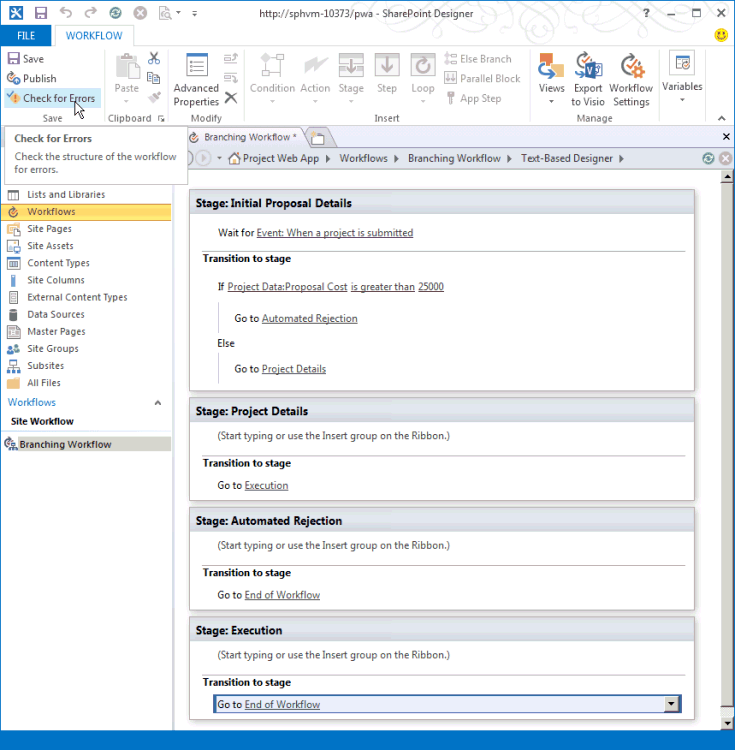 http://sphvm-10373/pwa - SharePoint Designer
?
FILE
WORKFLOW
Save
Publish
Check for Errors
Save
Paste
Clipboard
Advanced Properties
Modify
Condition
Action
Stage
Step
Loop
Else Branch
Parallel Block
App Step
Insert
Views
Export to Visio
Workflow Settings
Manage
Variables
Check for Errors
Check the structure of the workflow
for errors.
Branching Workflow *
Project Web App
Workflows
Branching Workflow
Text-Based Designer
Lists and Libraries
Workflows
Site Pages
Site Assets
Content Types
Site Columns
External Content Types
Data Sources
Master Pages
Site Groups
Subsites
All Files
Workflows
Site Workflow
Branching Workflow
Stage: Initial Proposal Details
Wait for Event: When a project is submitted
Transition to stage
If Project Data:Proposal Cost is greater than 25000
Go to Automated Rejection
Else
Go to Project Details
Stage: Project Details
(Start typing or use the Insert group on the Ribbon.)
Transition to stage
Go to Execution
Stage: Automated Rejection
(Start typing or use the Insert group on the Ribbon.)
Transition to stage
Go to End of Workflow
Stage: Execution
(Start typing or use the Insert group on the Ribbon.)
Transition to stage
Go to End of Workflow